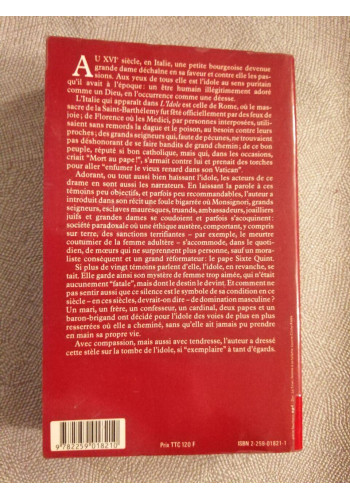 AU XVIᵉ siècle, en Italie, une petite bourgeoise devenue
grande dame déchaîne en sa faveur et contre elle les pas-
sions. Aux yeux de tous elle est l'idole au sens puritain
qu'il avait à l'époque : un être humain illégitimement adoré
comme un Dieu, en l'occurrence comme une déesse.
L'Italie qui apparaît dans L'Idole est celle de Rome, où le mas-
sacre de la Saint-Barthélemy fut fêté officiellement par des feux de
joie ; de Florence où les Medici, par personnes interposées, utili-
saient sans remords la dague et le poison, au besoin contre leurs
proches ; des grands seigneurs qui, faute de pécunes, ne trouvaient
pas déshonorant de se faire bandits de grand chemin ; de ce bon
peuple, réputé si bon catholique, mais qui, dans les occasions,
criait "Mort au pape!", s'armait contre lui et prenait des torches
pour aller "enfumer le vieux renard dans son Vatican".
Adorant, ou tout aussi bien haïssant l'idole, les acteurs de ce
drame en sont aussi les narrateurs. En laissant la parole à ces
témoins peu objectifs, et parfois peu recommandables, l'auteur a
introduit dans son récit une foule bigarrée où Monsignori, grands
seigneurs, esclaves mauresques, truands, ambassadeurs, joailliers
juifs et grandes dames se coudoient et parfois s'acoquinent :
société paradoxale où une éthique austère, comportant, y compris
sur terre, des sanctions terrifiantes - par exemple, le meurtre
coutumier de la femme adultère - s'accommode, dans le quoti-
dien, de mœurs qui ne surprennent plus personne, sauf un mora-
liste conséquent et un grand réformateur : le pape Sixte Quint.
Si plus de vingt témoins parlent d'elle, l'idole, en revanche, se
tait. Elle garde ainsi son mystère de femme trop aimée, qui n'était
aucunement "fatale", mais dont le destin le devint. Et comment ne
pas sentir aussi que ce silence est le symbole de sa condition en ce
siècle - en ces siècles, devrait-on dire - de domination masculine ?
Un mari, un frère, un confesseur, un cardinal, deux papes et un
baron-brigand ont décidé pour l'idole des voies de plus en plus
resserrées où elle a cheminé, sans qu'elle ait jamais pu prendre
en main sa propre vie.
Avec compassion, mais aussi avec tendresse, l'auteur a dressé
cette stèle sur la tombe de l'idole, si "exemplaire" à tant d'égards.
9 782259 018210
Prix TTC 120 F
ISBN 2-259-01821-1